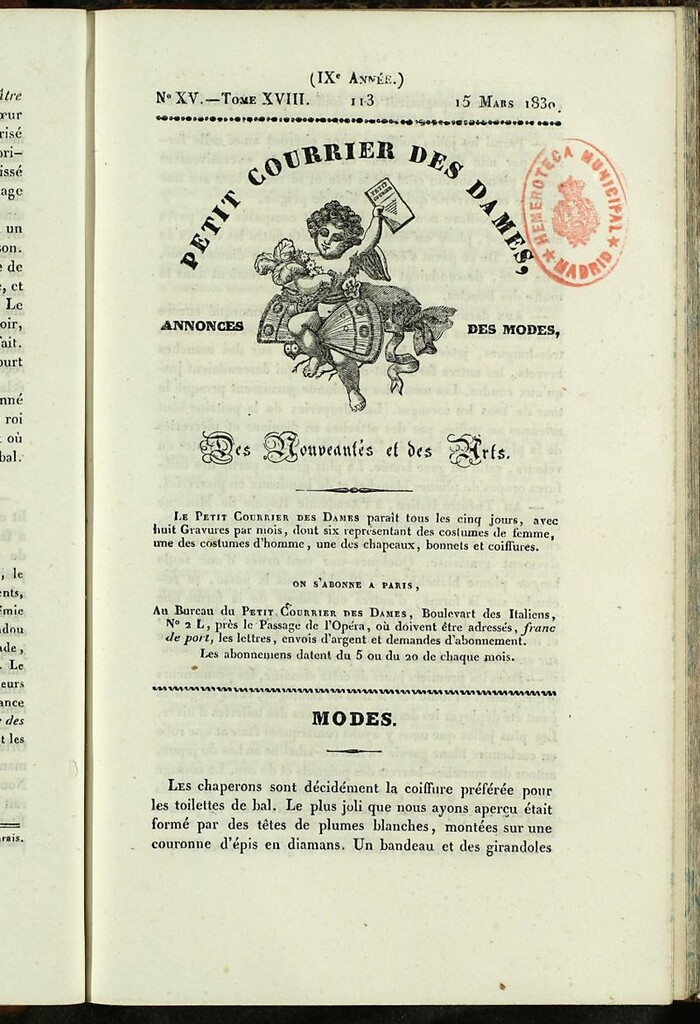 (IXe Année.)
No XV.—Tome XVIII. 113 15 Mars 1830.
PETIT COURRIER DES DAMES,
PETIT
HEMEROTECA MUNICIPAL
★ MADRID ★
ANNONCES DES MODES,
Des Nouveautés et des Arts.
Le Petit Courrier des Dames parait tous les cinq jours, avec
huit Gravures par mois, dont six représentant des costumes de femme,
une des costumes d'homme, une des chapeaux, bonnets et coiffures.
ON S'ABONNE A PARIS,
Au Bureau du Petit Courrier des Dames, Boulevart des Italiens,
No 2 L, près le Passage de l'Opéra, où doivent être adressés, franc
de port, les lettres, envois d'argent et demandes d'abonnement.
Les abonnemens datent du 5 ou du 20 de chaque mois.
MODES.
Les chaperons sont décidément la coiffure préférée pour
les toilettes de bal. Le plus joli que nous ayons aperçu était
formé par des têtes de plumes blanches, montées sur une
couronne d'épis en diamans. Un bandeau et des girandoles